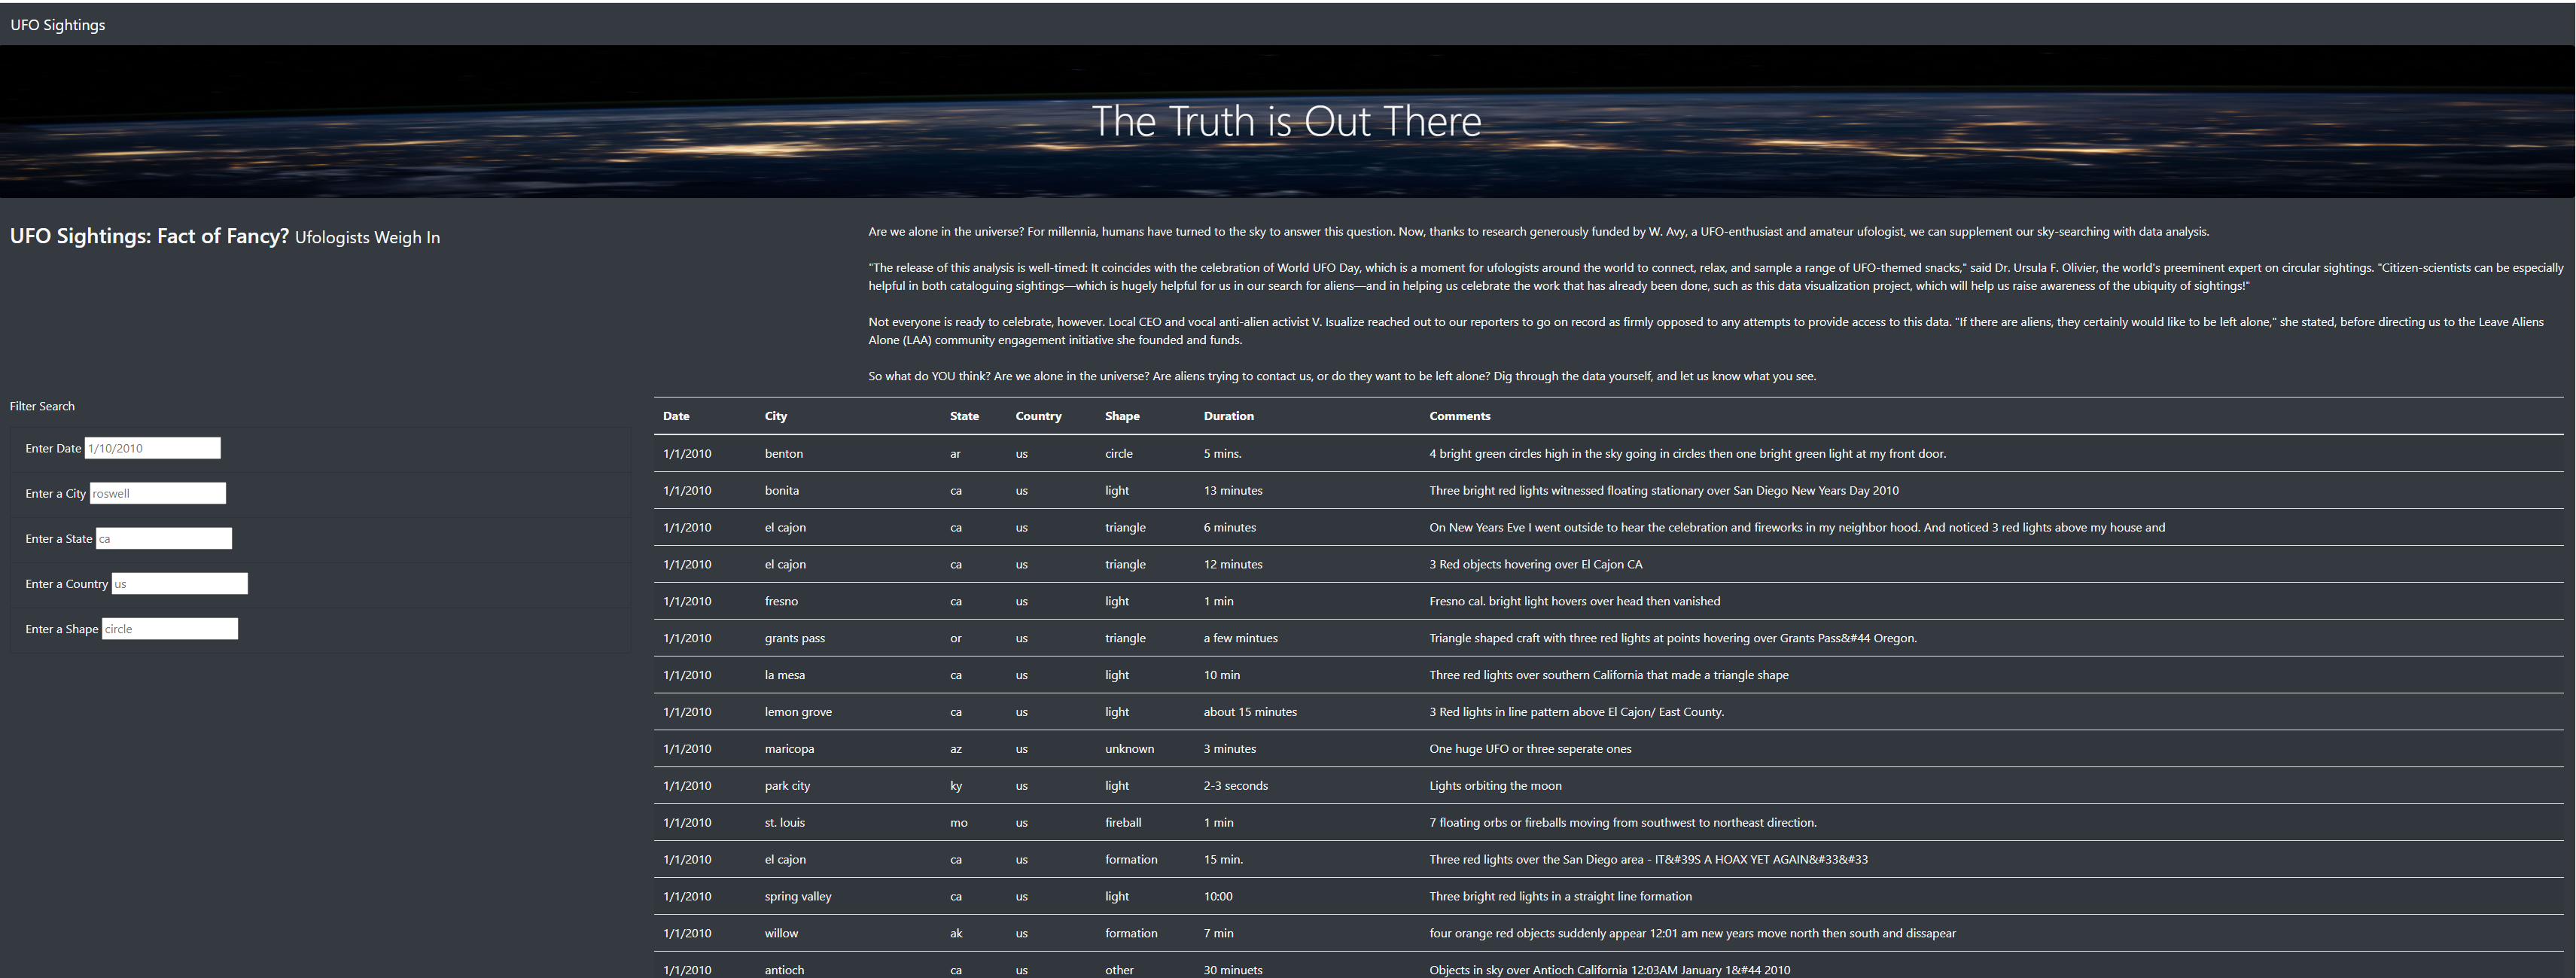 UFO Sightings
The Truth is Out There
UFO Sightings: Fact of Fancy? Ufologists Weigh In
Are we alone in the universe? For millennia, humans have turned to the sky to answer this question. Now, thanks to research generously funded by W. Avy, a UFO-enthusiast and amateur ufologist, we can supplement our sky-searching with data analysis.
"The release of this analysis is well-timed: It coincides with the celebration of World UFO Day, which is a moment for ufologists around the world to connect, relax, and sample a range of UFO-themed snacks," said Dr. Ursula F. Olivier, the world's preeminent expert on circular sightings. "Citizen-scientists can be especially
helpful in both cataloguing sightings—which is hugely helpful for us in our search for aliens—and in helping us celebrate the work that has already been done, such as this data visualization project, which will help us raise awareness of the ubiquity of sightings!"
Not everyone is ready to celebrate, however. Local CEO and vocal anti-alien activist V. Isualize reached out to our reporters to go on record as firmly opposed to any attempts to provide access to this data. "If there are aliens, they certainly would like to be left alone," she stated, before directing us to the Leave Aliens
Alone (LAA) community engagement initiative she founded and funds.
So what do YOU think? Are we alone in the universe? Are aliens trying to contact us, or do they want to be left alone? Dig through the data yourself, and let us know what you see.
Filter Search
Enter Date 1/10/2010
Enter a City roswell
Enter a State ca
Enter a Country us
Enter a Shape circle
Date City State Country Shape Duration Comments
1/1/2010 benton ar us circle 5 mins. 4 bright green circles high in the sky going in circles then one bright green light at my front door.
1/1/2010 bonita ca us light 13 minutes Three bright red lights witnessed floating stationary over San Diego New Years Day 2010
1/1/2010 el cajon ca us triangle 6 minutes On New Years Eve I went outside to hear the celebration and fireworks in my neighbor hood. And noticed 3 red lights above my house and
1/1/2010 el cajon ca us triangle 12 minutes 3 Red objects hovering over El Cajon CA
1/1/2010 fresno ca us light 1 min Fresno cal. bright light hovers over head then vanished
1/1/2010 grants pass or us triangle a few mintues Triangle shaped craft with three red lights at points hovering over Grants Pass&#44 Oregon.
1/1/2010 la mesa ca us light 10 min Three red lights over southern California that made a triangle shape
1/1/2010 lemon grove ca us light about 15 minutes 3 Red lights in line pattern above El Cajon/ East County.
1/1/2010 maricopa az us unknown 3 minutes One huge UFO or three seperate ones
1/1/2010 park city ky us light 2-3 seconds Lights orbiting the moon
1/1/2010 st. louis mo us fireball 1 min 7 floating orbs or fireballs moving from southwest to northeast direction.
1/1/2010 el cajon ca us formation 15 min. Three red lights over the San Diego area - IT&#39S A HOAX YET AGAIN&#33&#33
1/1/2010 spring valley ca us light 10:00 Three bright red lights in a straight line formation
1/1/2010 willow ak us formation 7 min four orange red objects suddenly appear 12:01 am new years move north then south and dissapear
1/1/2010 antioch ca us other 30 minuets Objects in sky over Antioch California 12:03AM January 1&#44 2010